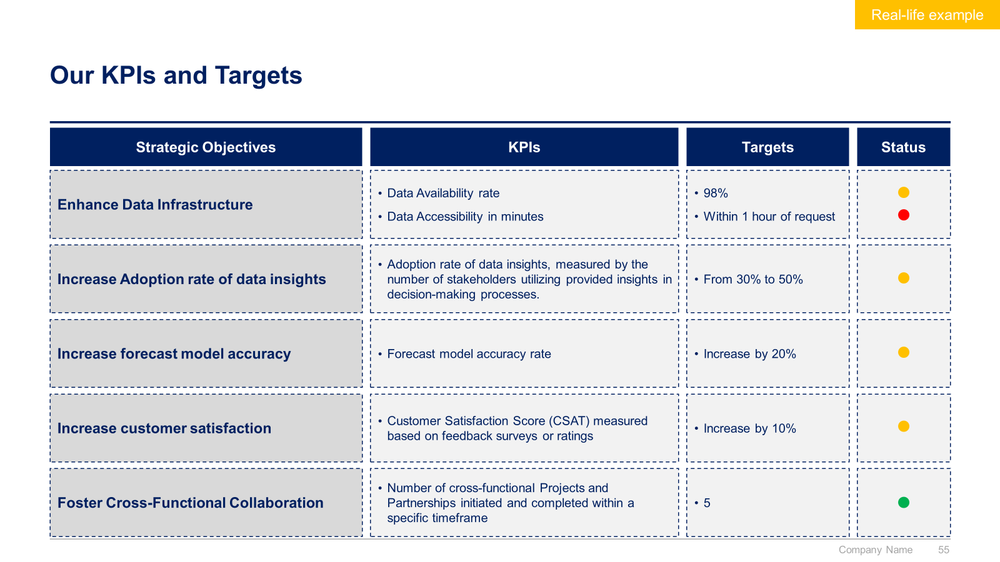 Real-life example
Our KPIs and Targets
Strategic Objectives
KPIs
Targets
Status
Enhance Data Infrastructure
• Data Availability rate
• Data Accessibility in minutes
• 98%
• Within 1 hour of request
Increase Adoption rate of data insights
• Adoption rate of data insights, measured by the
number of stakeholders utilizing provided insights in
decision-making processes.
• From 30% to 50%
Increase forecast model accuracy
• Forecast model accuracy rate
• Increase by 20%
Increase customer satisfaction
• Customer Satisfaction Score (CSAT) measured
based on feedback surveys or ratings
• Increase by 10%
Foster Cross-Functional Collaboration
• Number of cross-functional Projects and
Partnerships initiated and completed within a
specific timeframe
• 5
Company Name
55